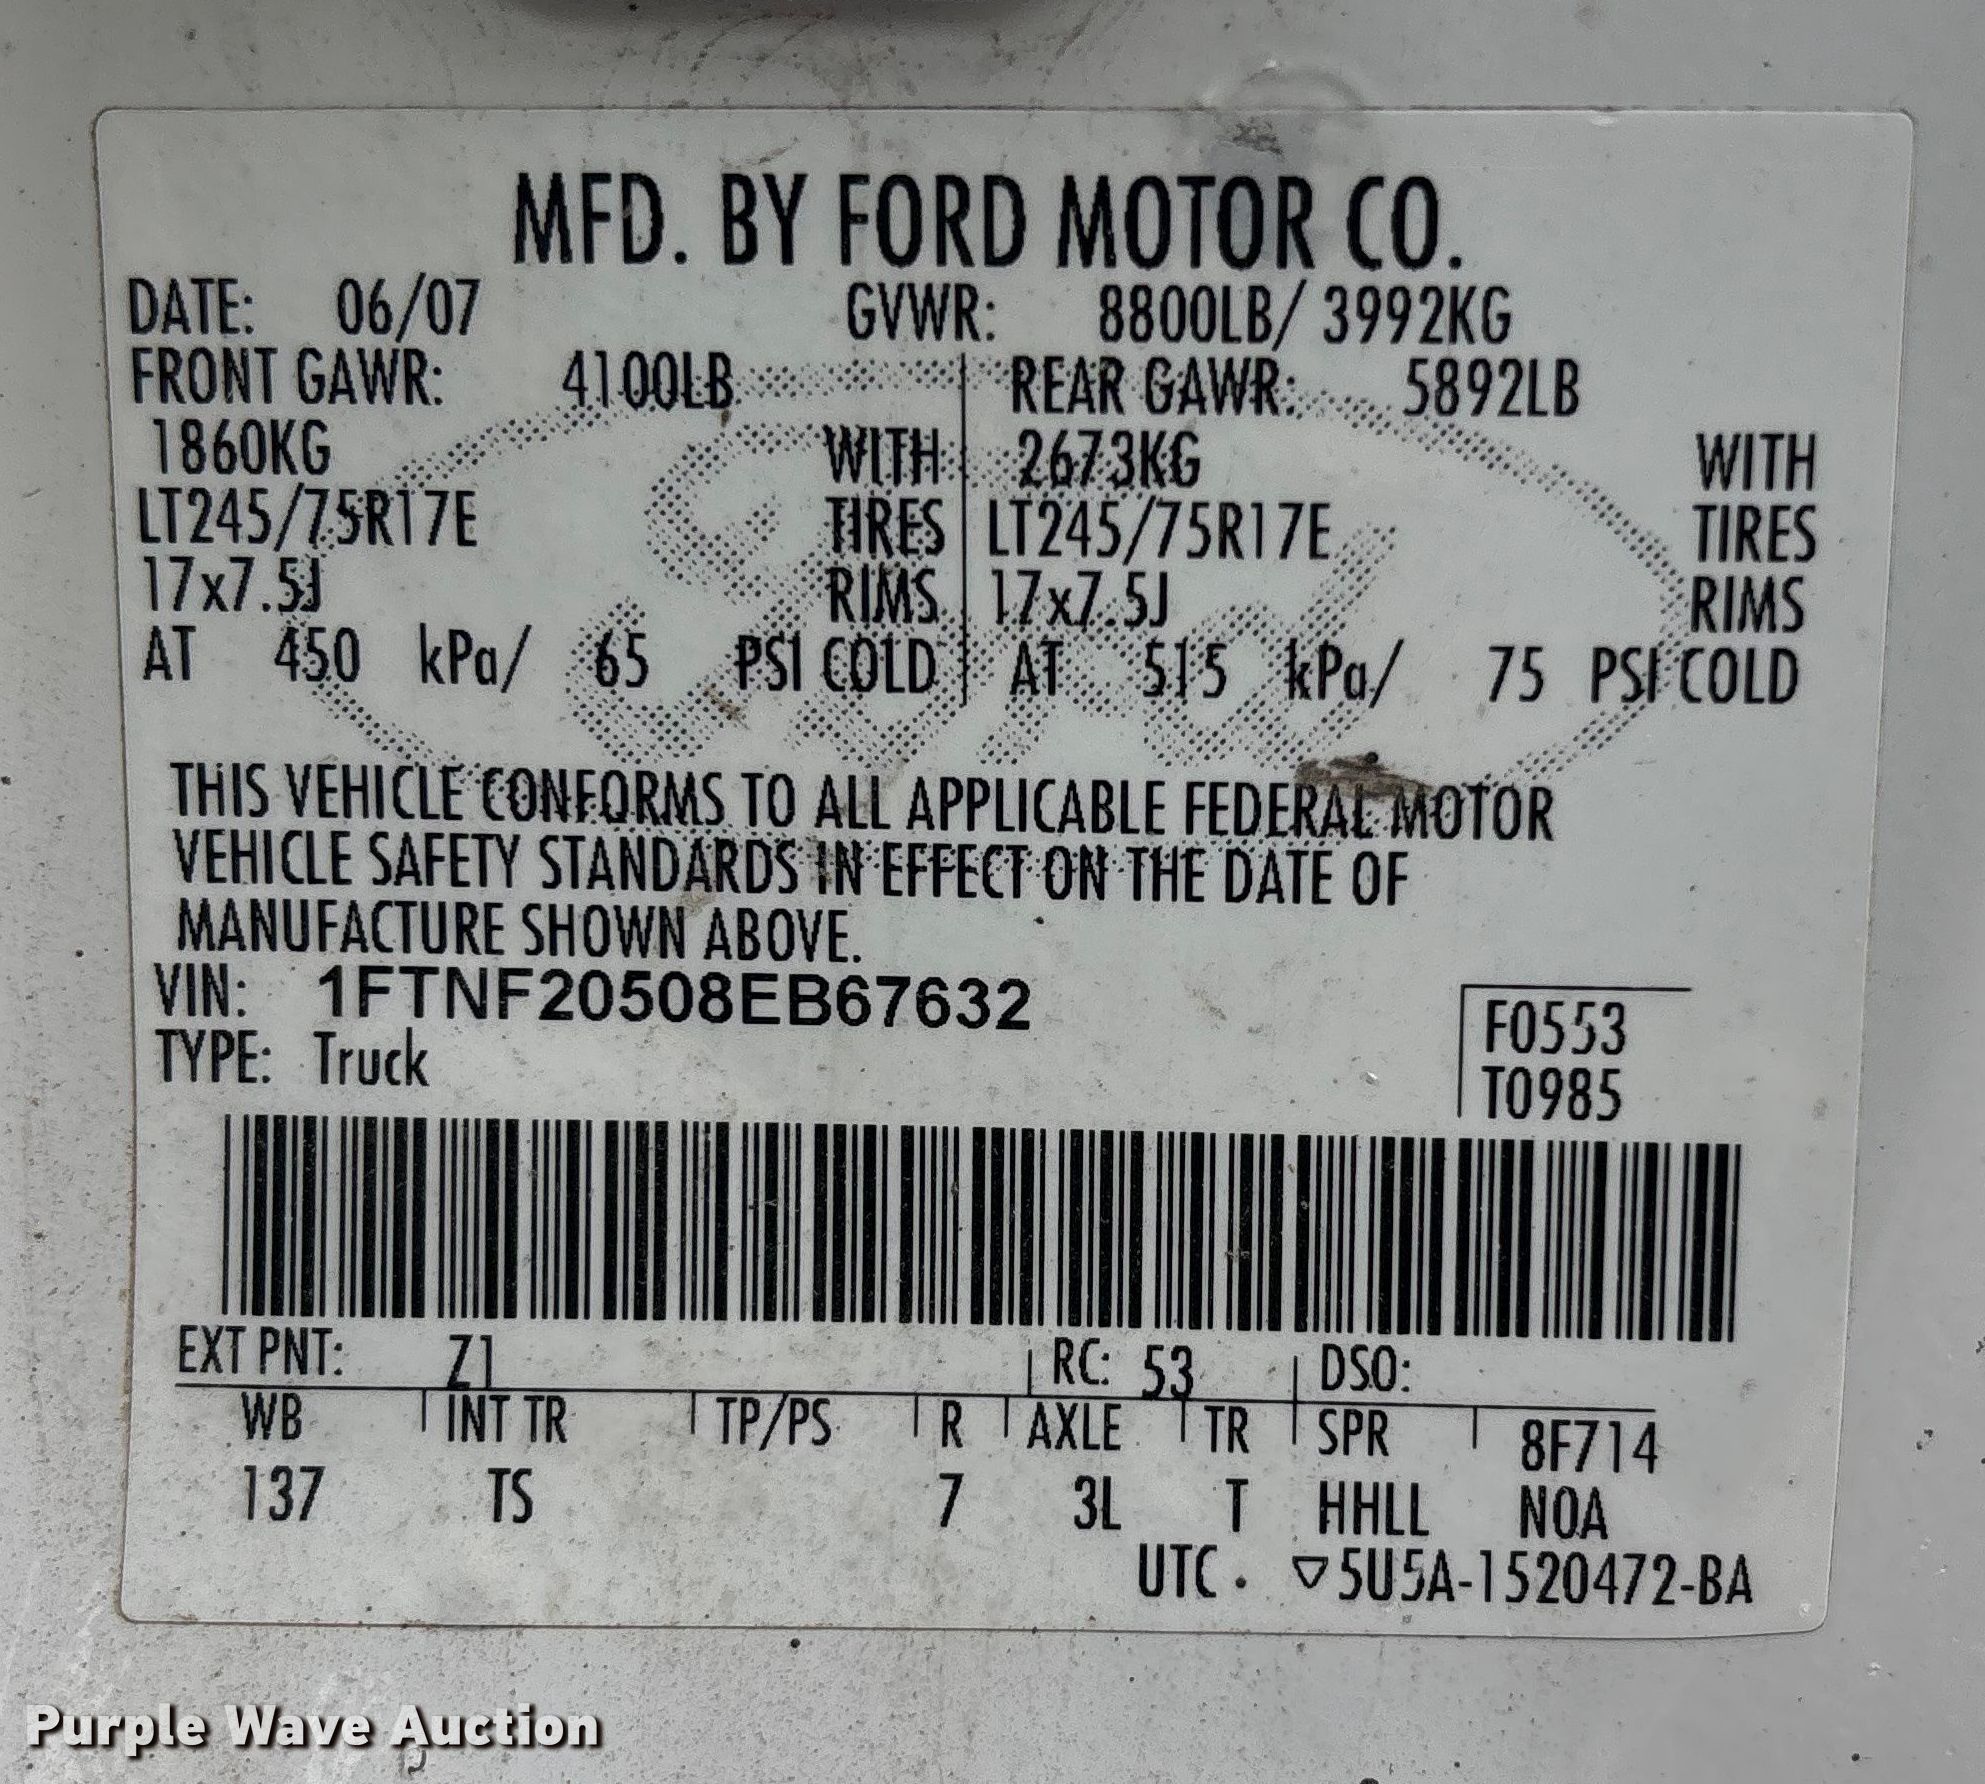 MFD. BY FORD MOTOR CO.
DATE: 06/07 GVWR: 8800LB/ 3992KG
FRONT GAWR: 4100LB REAR GAWR: 5892LB
1860KG WITH 2673KG WITH
LT245/75R17E TIRES LT245/75R17E TIRES
17x7.5J RIMS 17x7.5J RIMS
AT 450 kPa/ 65 PSI COLD AT 515 kPa/ 75 PSI COLD
THIS VEHICLE CONFORMS TO ALL APPLICABLE FEDERAL MOTOR
VEHICLE SAFETY STANDARDS IN EFFECT ON THE DATE OF
MANUFACTURE SHOWN ABOVE.
VIN: 1FTNF20508EB67632
TYPE: Truck
F0553
T0985
EXT PNT: Z1 RC: 53 DSO:
WB INT TR TP/PS R AXLE TR SPR 8F714
137 TS 7 3L T HHLL NOA
UTC. ▽5U5A-1520472-BA
Purple Wave Auction